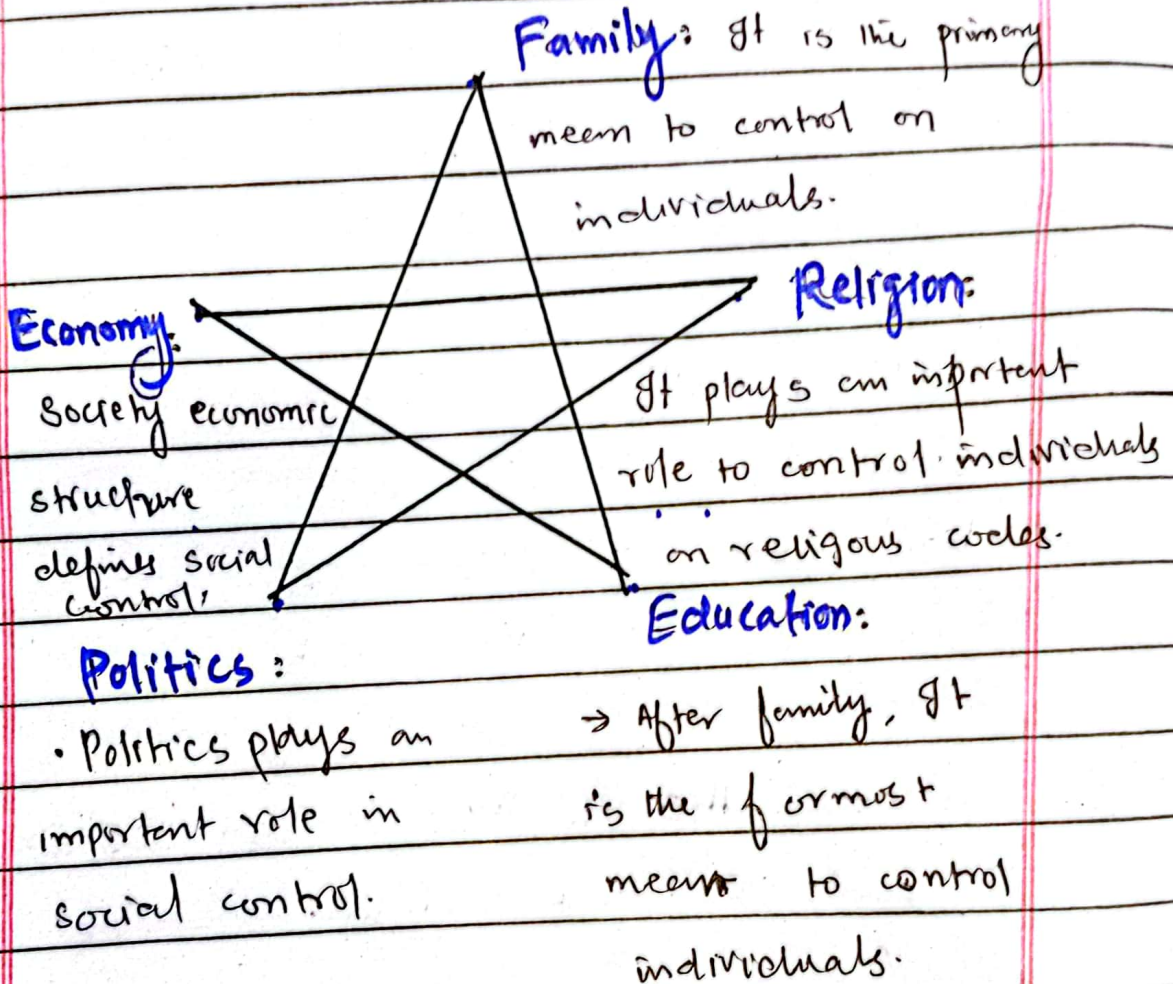 Family: It is the primary
meem to control on
individuals.
Religion:
It plays an importent
role to control individuals
on religous codes.
Economy:
Society economic
structure
defines social
control.
Education:
→ After family, It
is the formost
means to control
individuals.
Politics:
• Politics plays an
important role in
social control.